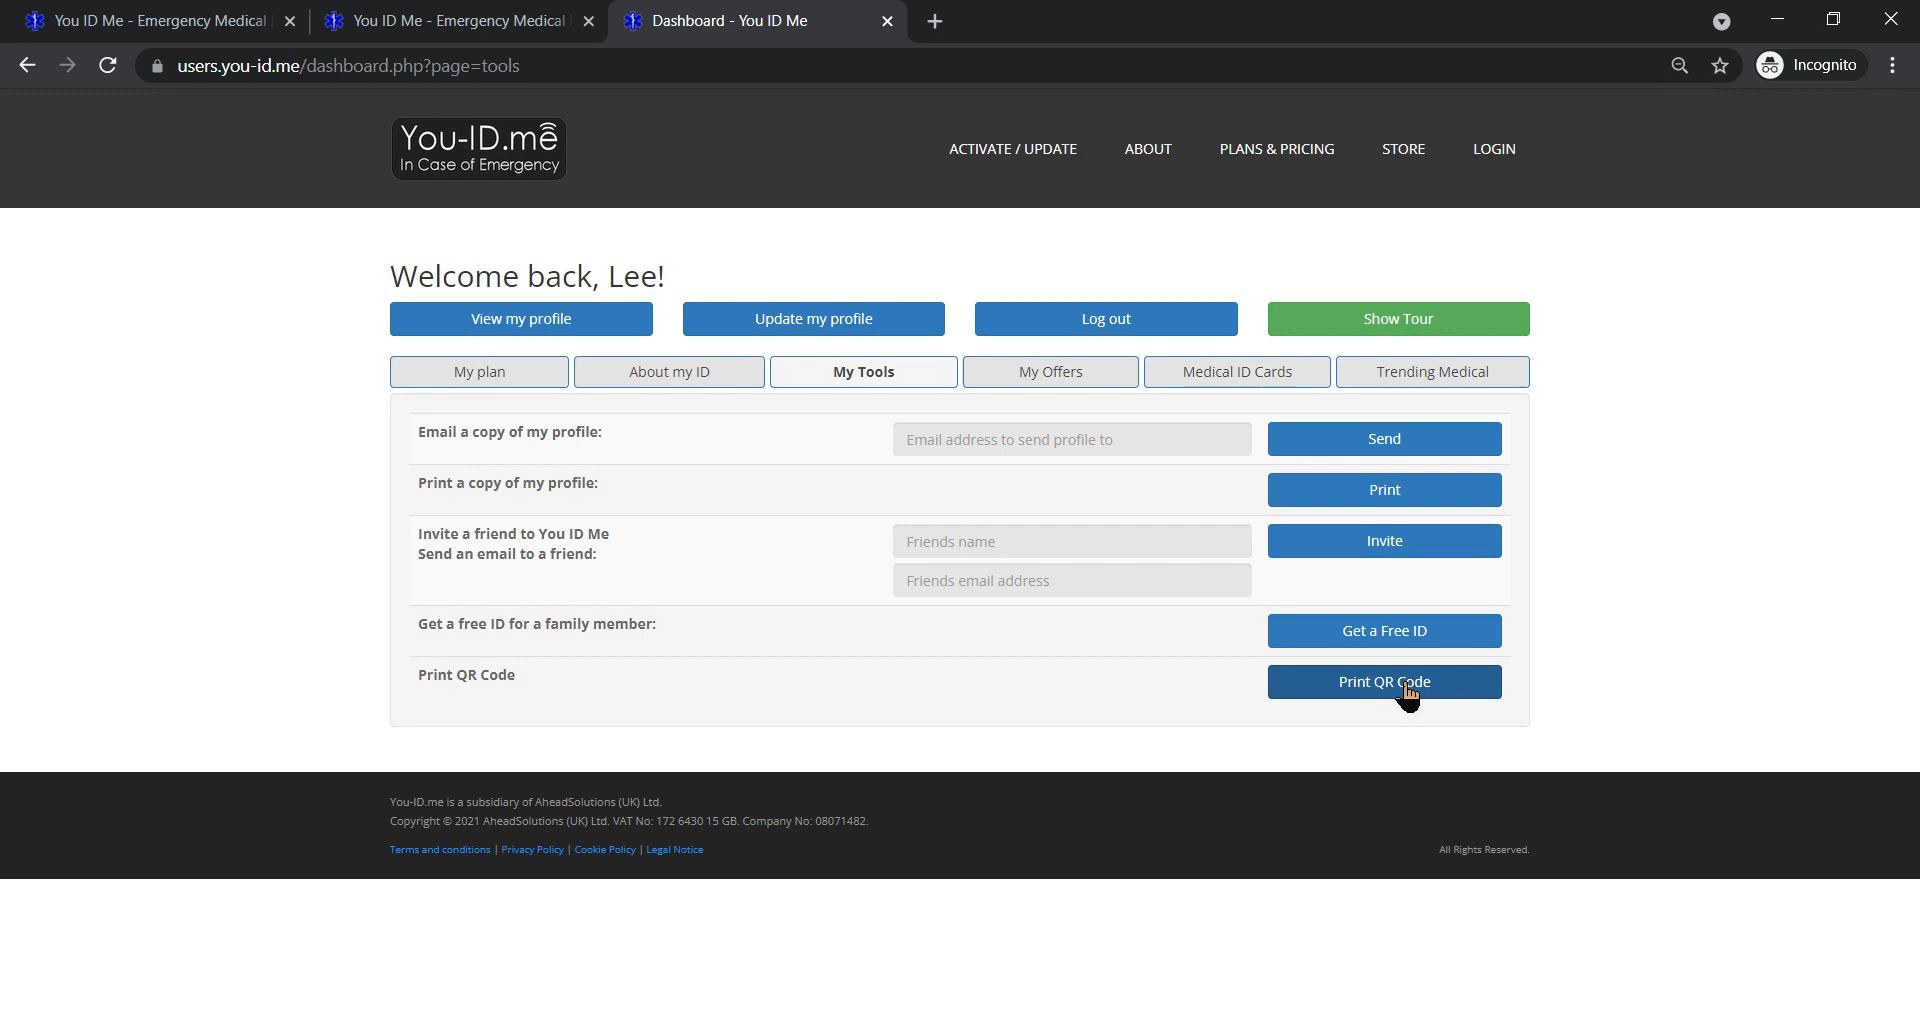 You ID Me - Emergency Medical
You ID Me - Emergency Medical
Dashboard - You ID Me
users.you-id.me/dashboard.php?page=tools
Incognito
You-ID.me
In Case of Emergency
ACTIVATE / UPDATE
ABOUT
PLANS & PRICING
STORE
LOGIN
Welcome back, Lee!
View my profile
Update my profile
Log out
Show Tour
My plan
About my ID
My Tools
My Offers
Medical ID Cards
Trending Medical
Email a copy of my profile:
Email address to send profile to
Send
Print a copy of my profile:
Print
Invite a friend to You ID Me
Send an email to a friend:
Friends name
Invite
Friends email address
Get a free ID for a family member:
Get a Free ID
Print QR Code
Print QR Code
You-ID.me is a subsidiary of AheadSolutions (UK) Ltd.
Copyright © 2021 AheadSolutions (UK) Ltd. VAT No: 172 6430 15 GB. Company No: 08071482.
Terms and conditions | Privacy Policy | Cookie Policy | Legal Notice
All Rights Reserved.